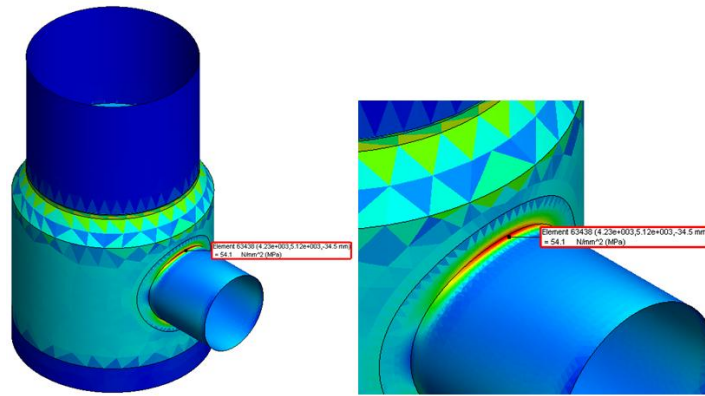 Element 63438 (4.23e+003,5.12e+003,-34.5 mm)
= 54.1 N/mm^2 (MPa)
Element 63438 (4.23e+003,5.12e+003,-34.5 mm
= 54.1 N/mm^2 (MPa)